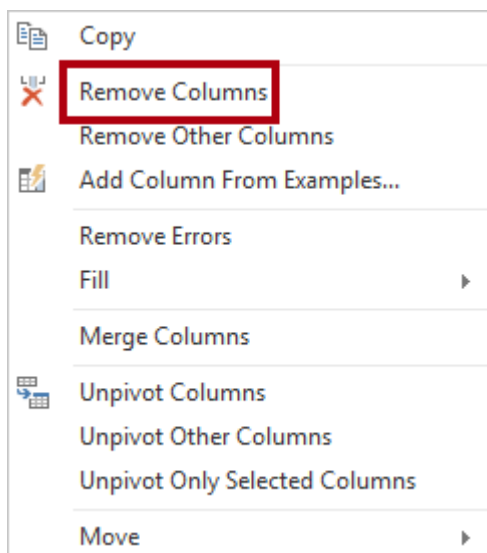 Copy
Remove Columns
Remove Other Columns
Add Column From Examples...
Remove Errors
Fill
Merge Columns
Unpivot Columns
Unpivot Other Columns
Unpivot Only Selected Columns
Move